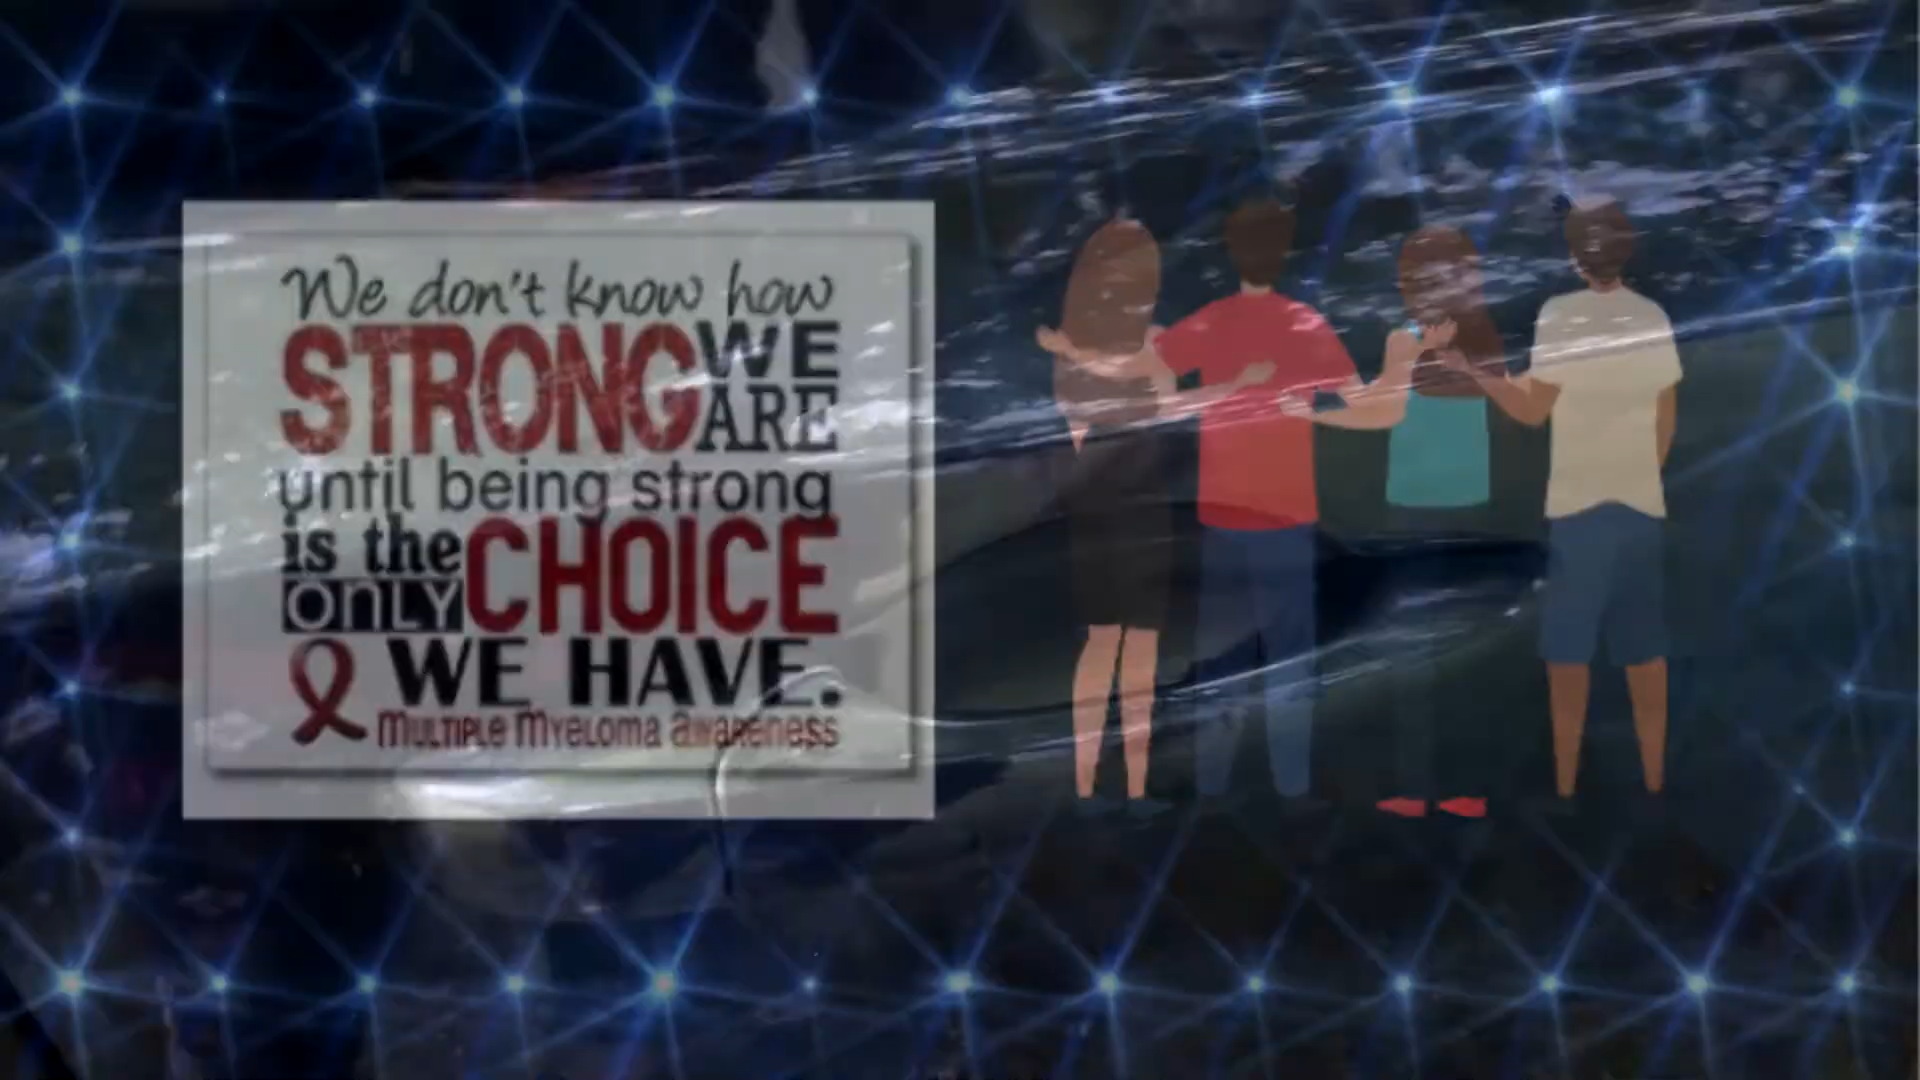 We don't know how
STRONG WE ARE
until being strong
is the ONLY CHOICE
WE HAVE.
Multiple Myeloma Awareness